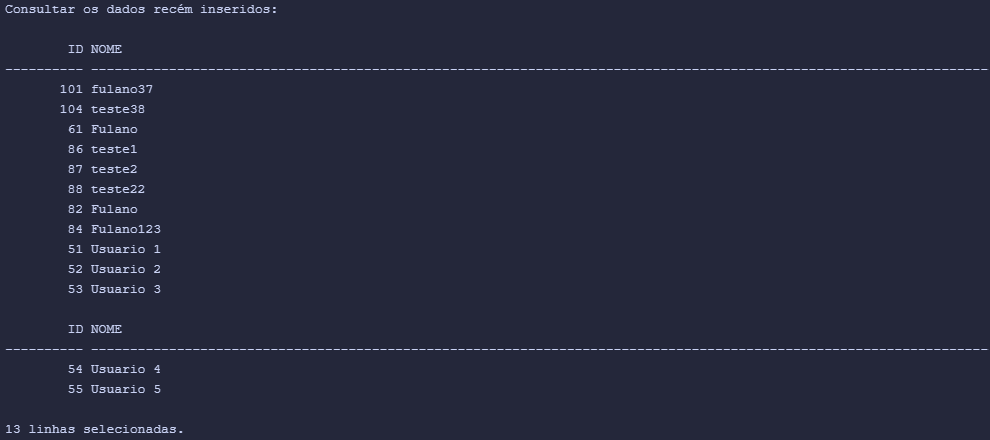 Consultar os dados recém inseridos:
ID NOME
---------- -------------------------------------------------------------------------------------------------------------------
101 fulano37
104 teste38
61 Fulano
86 teste1
87 teste2
88 teste22
82 Fulano
84 Fulano123
51 Usuario 1
52 Usuario 2
53 Usuario 3
ID NOME
---------- -------------------------------------------------------------------------------------------------------------------
54 Usuario 4
55 Usuario 5
13 linhas selecionadas.